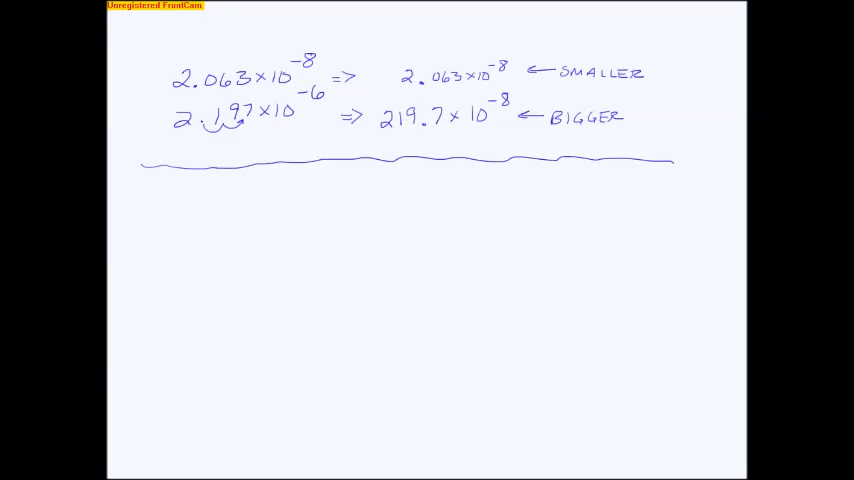 Unregistered FrontCam
2.063×10⁻⁸ => 2.063×10⁻⁸ ← SMALLER
2.197×10⁻⁶ => 219.7×10⁻⁸ ← BIGGER